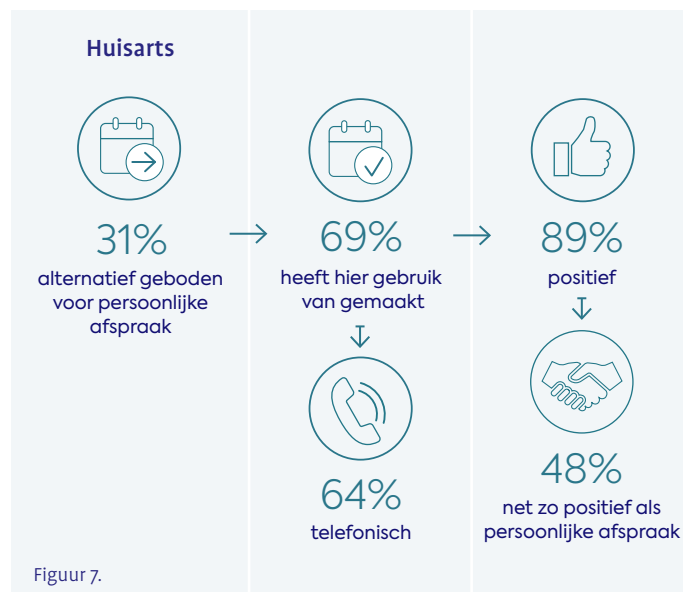 Huisarts
31%
alternatief geboden
voor persoonlijke
afspraak
69%
heeft hier gebruik
van gemaakt
64%
telefonisch
89%
positief
48%
net zo positief als
persoonlijke afspraak
Figuur 7.